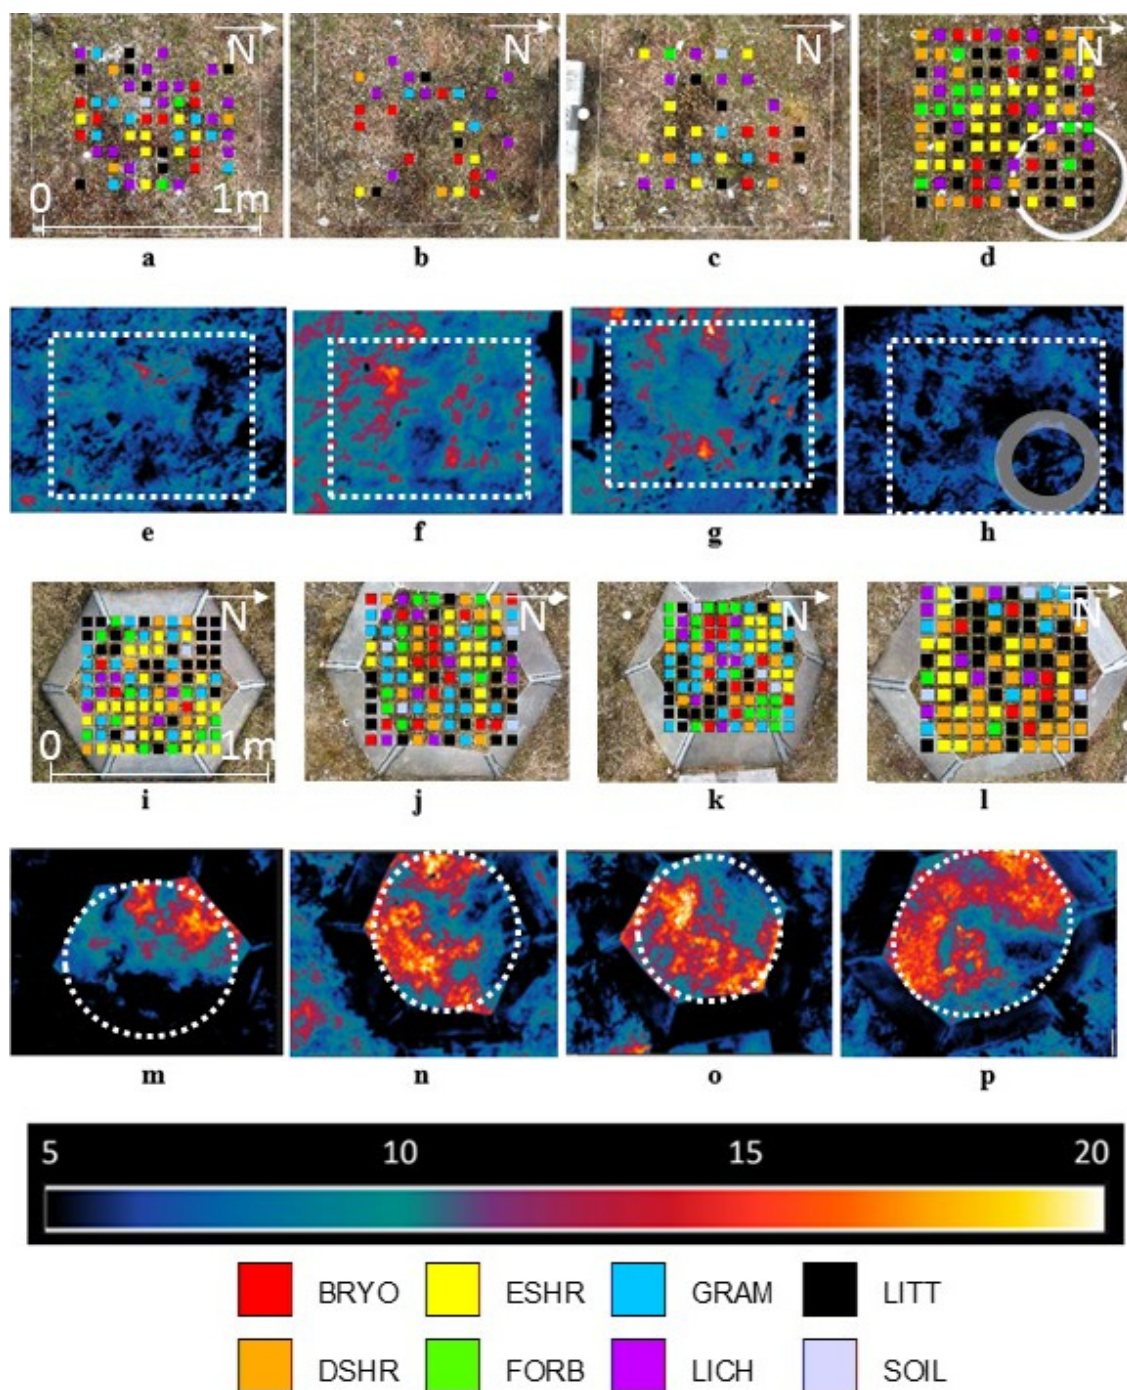 N N N N
0 1m
a b c d
e f g h
N N N N
0 1m
i j k l
m n o p
5 10 15 20
BRYO ESHR GRAM LITT
DSHR FORB LICH SOIL